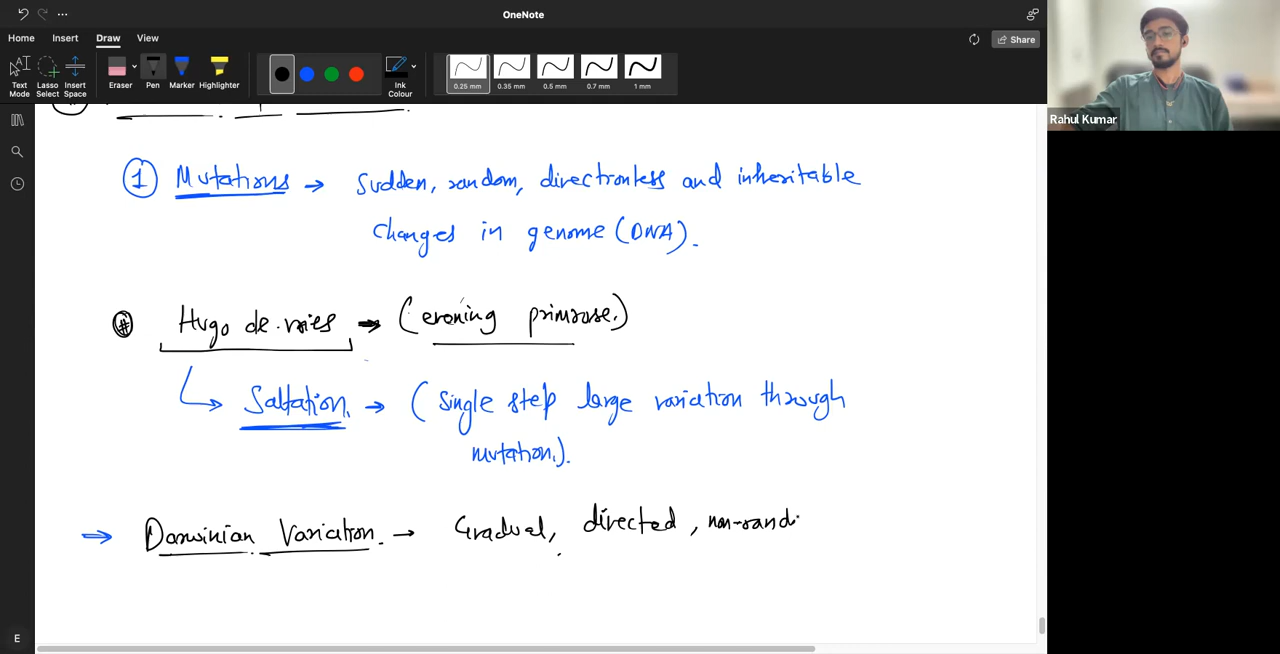 OneNote
Home Insert Draw View
Share
Text Mode
Lasso Select
Insert Space
Eraser
Pen
Marker
Highlighter
Ink Colour
0.25 mm
0.35 mm
0.5 mm
0.7 mm
1 mm
Rahul Kumar
① Mutations → Sudden, random, directionless and inheritable
changes in genome (DNA).
# Hugo de-vries → (evening primrose.)
Saltation. → (Single step large variation through
mutation.).
⇒ Darwinian Variation. → Gradual, directed, non-randi
E